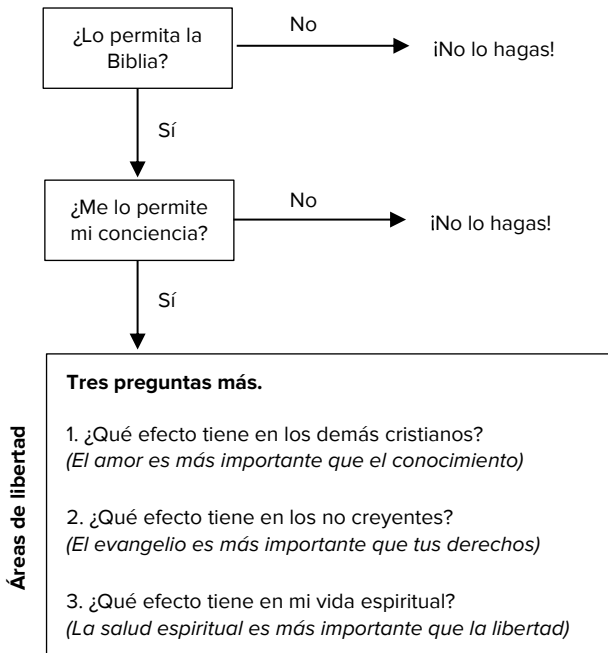 ¿Lo permita la
Biblia?
No
¡No lo hagas!
Sí
¿Me lo permite
mi conciencia?
No
¡No lo hagas!
Sí
Áreas de libertad
Tres preguntas más.
1. ¿Qué efecto tiene en los demás cristianos?
(El amor es más importante que el conocimiento)
2. ¿Qué efecto tiene en los no creyentes?
(El evangelio es más importante que tus derechos)
3. ¿Qué efecto tiene en mi vida espiritual?
(La salud espiritual es más importante que la libertad)